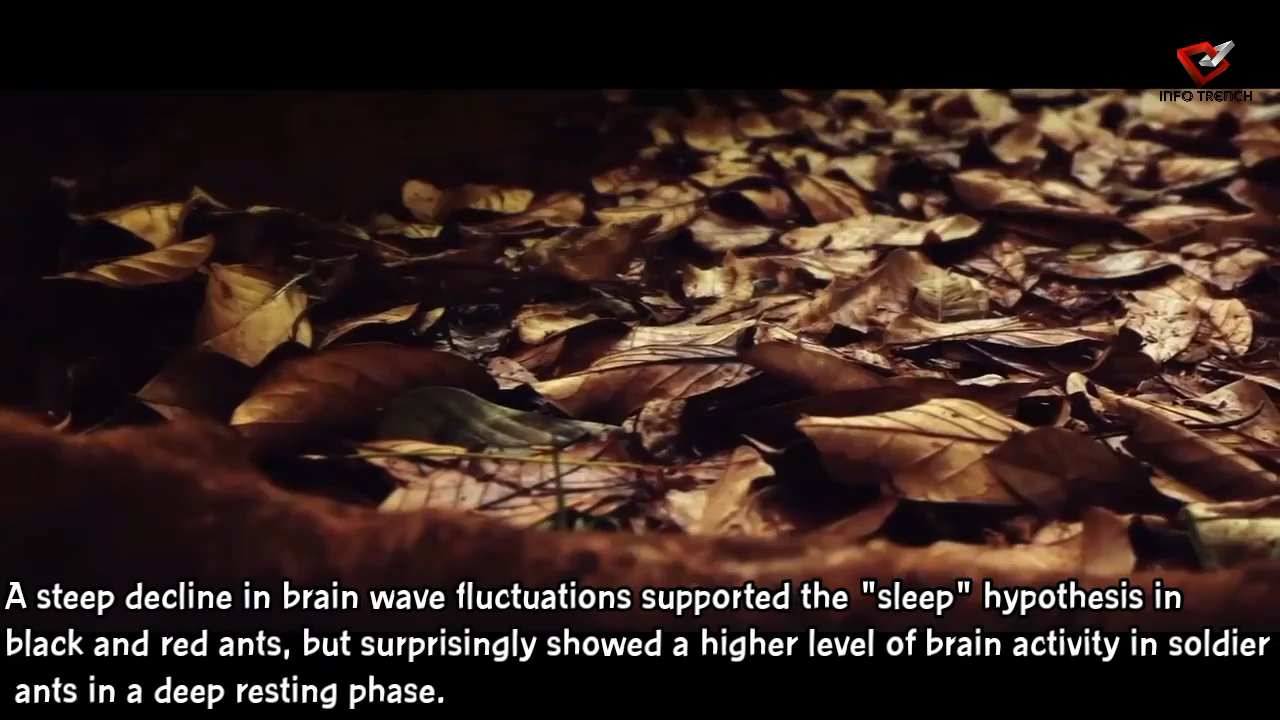 INFO TRENCH
A steep decline in brain wave fluctuations supported the "sleep" hypothesis in
black and red ants, but surprisingly showed a higher level of brain activity in soldier
ants in a deep resting phase.